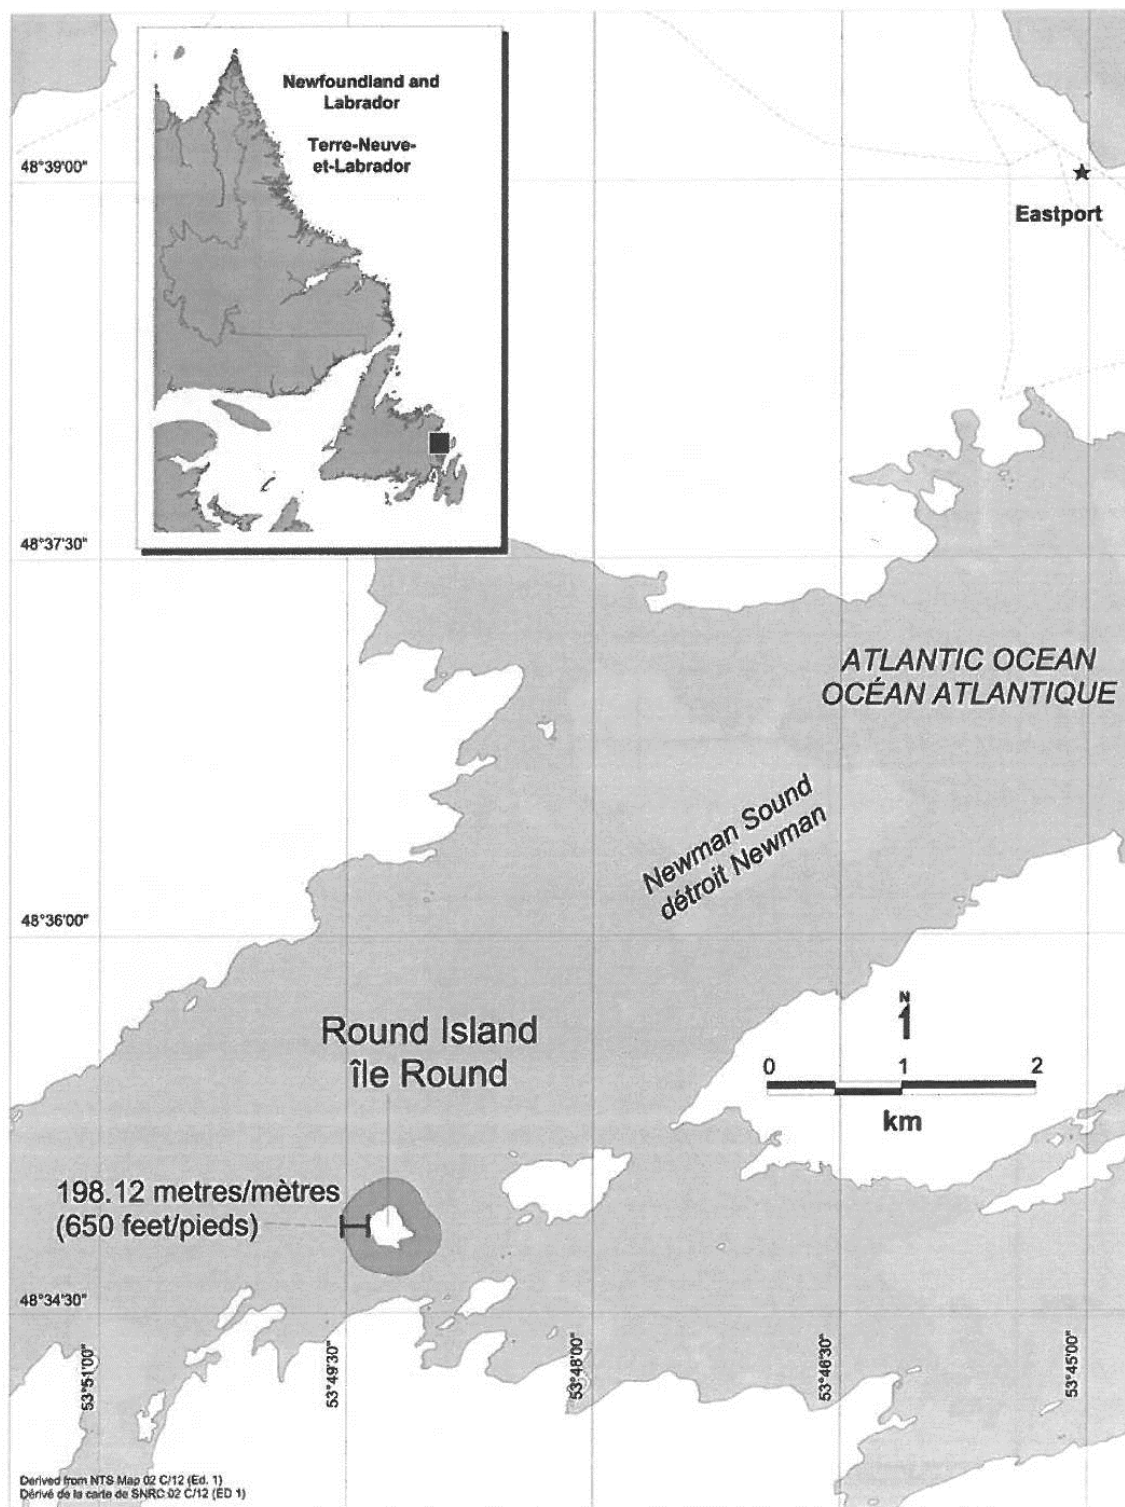 Newfoundland and
Labrador
Terre-Neuve-
et-Labrador
48°39'00"
Eastport
48°37'30"
ATLANTIC OCEAN
OCÉAN ATLANTIQUE
Newman Sound
détroit Newman
48°36'00"
N
1
Round Island
île Round
0 1 2
km
198.12 metres/mètres
(650 feet/pieds)
48°34'30"
53°51'00"
53°49'30"
53°48'00"
53°46'30"
53°45'00"
Derived from NTS Map 02 C/12 (Ed. 1)
Dérivé de la carte de SNRC 02 C/12 (ED 1)